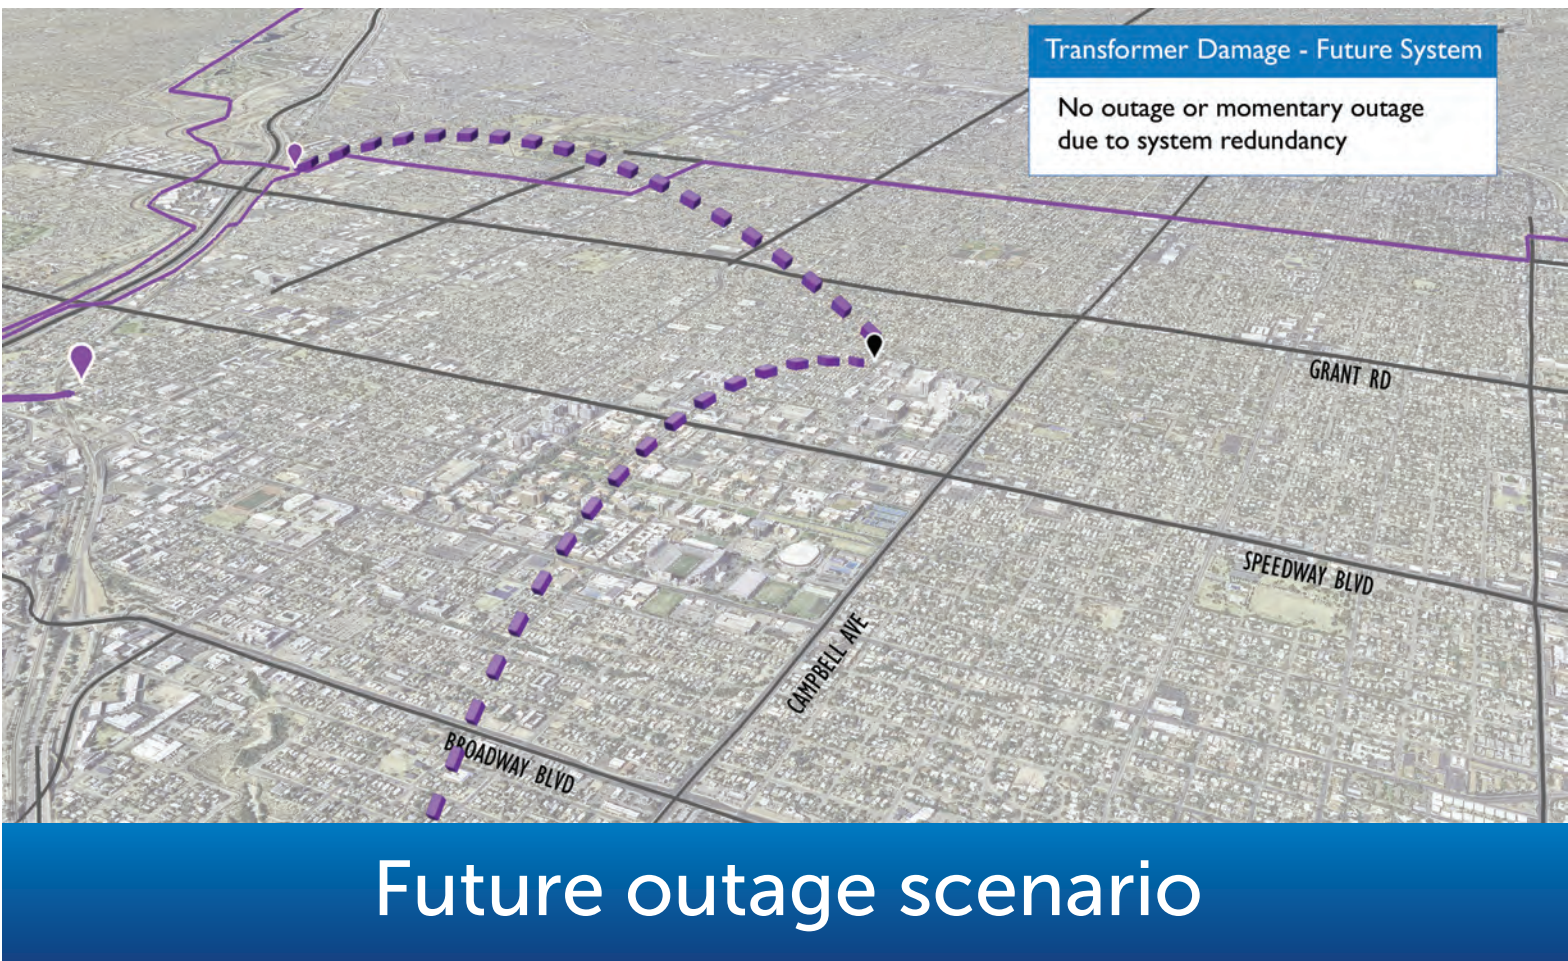 Transformer Damage - Future System
No outage or momentary outage
due to system redundancy
GRANT RD
SPEEDWAY BLVD
CAMPBELL AVE
BROADWAY BLVD
Future outage scenario